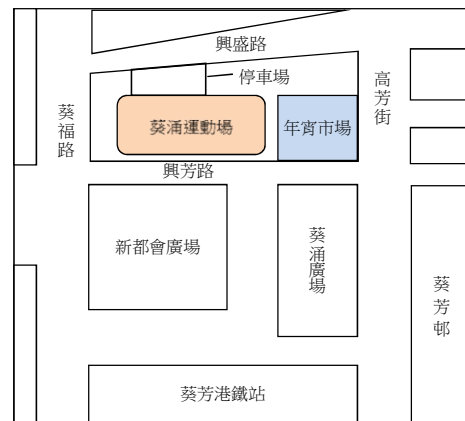 興盛路
停車場
高芳街
葵福路
葵涌運動場
年宵市場
興芳路
新都會廣場
葵涌廣場
葵芳邨
葵芳港鐵站